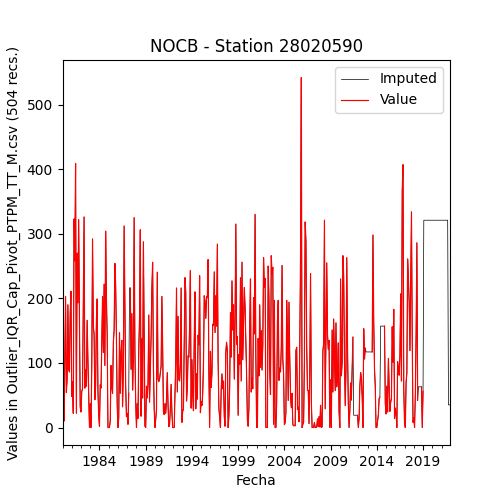 NOCB - Station 28020590
Imputed
Value
Values in Outlier_IQR_Cap_Pivot_PTPM_TT_M.csv (504 recs.)
500
400
300
200
100
0
1984 1989 1994 1999 2004 2009 2014 2019
Fecha